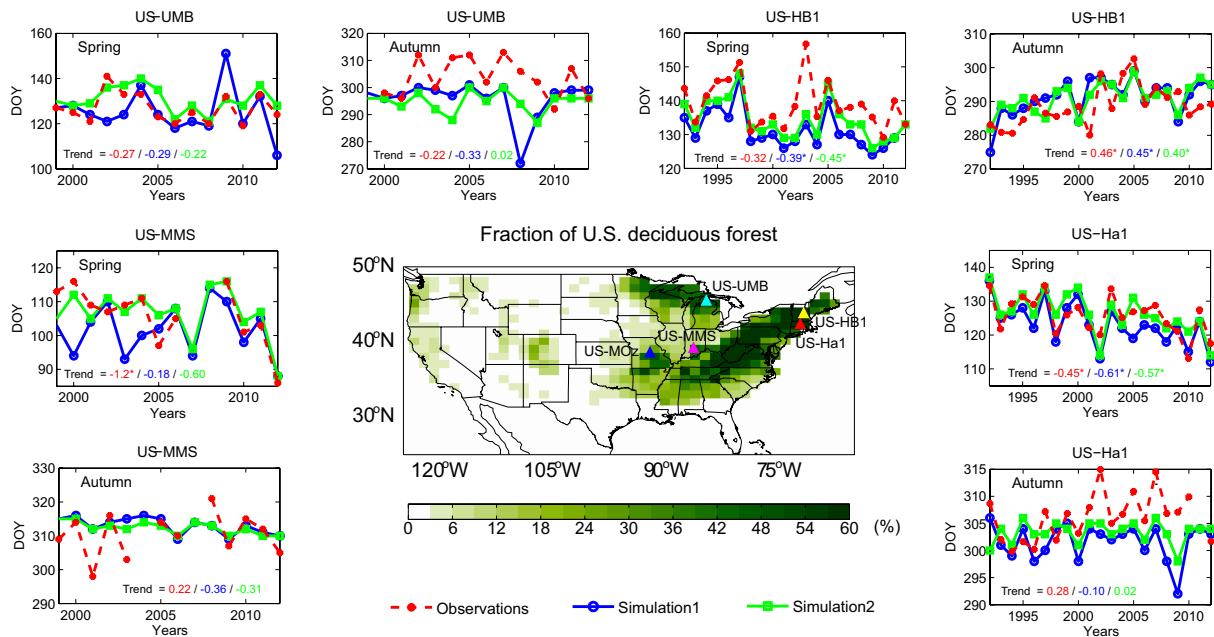 US-UMB
US-UMB
US-HB1
US-HB1
160
140
120
100
DOY
Spring
Trend = -0.27 / -0.29 / -0.22
2000 2005 2010
Years
320
310
300
290
280
270
DOY
Autumn
Trend = -0.22 / -0.33 / 0.02
2000 2005 2010
Years
160
150
140
130
120
DOY
Spring
Trend = -0.32 / -0.39* / -0.45*
1995 2000 2005 2010
Years
310
300
290
280
270
DOY
Autumn
Trend = 0.46* / 0.45* / 0.40*
1995 2000 2005 2010
Years
US-MMS
120
110
100
90
DOY
Spring
Trend = -1.2* / -0.18 / -0.60
2000 2005 2010
Years
Fraction of U.S. deciduous forest
50°N
40°N
30°N
120°W 105°W 90°W 75°W
US-UMB
US-HB1
US-MMS
US-Ha1
US-MOz
0 6 12 18 24 30 36 42 48 54 60 (%)
US-Ha1
140
130
120
110
DOY
Spring
Trend = -0.45* / -0.61* / -0.57*
1995 2000 2005 2010
Years
US-MMS
330
320
310
300
290
DOY
Autumn
Trend = 0.22 / -0.36 / -0.31
2000 2005 2010
Years
Observations Simulation1 Simulation2
US-Ha1
315
310
305
300
295
290
DOY
Autumn
Trend = 0.28 / -0.10 / 0.02
1995 2000 2005 2010
Years